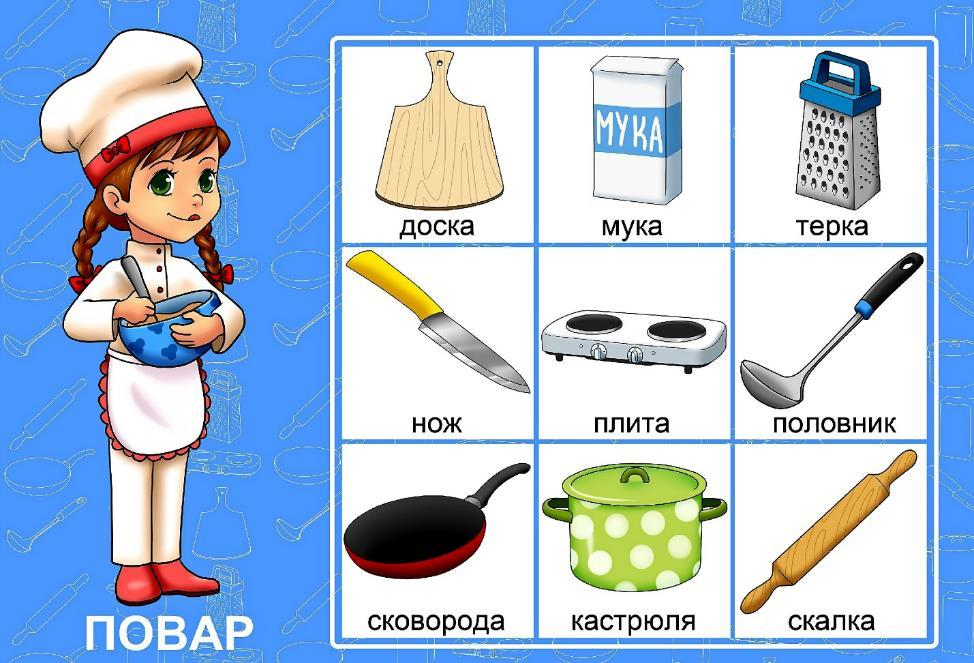 МУКА
доска
мука
терка
нож
плита
половник
сковорода
кастрюля
скалка
ПОВАР